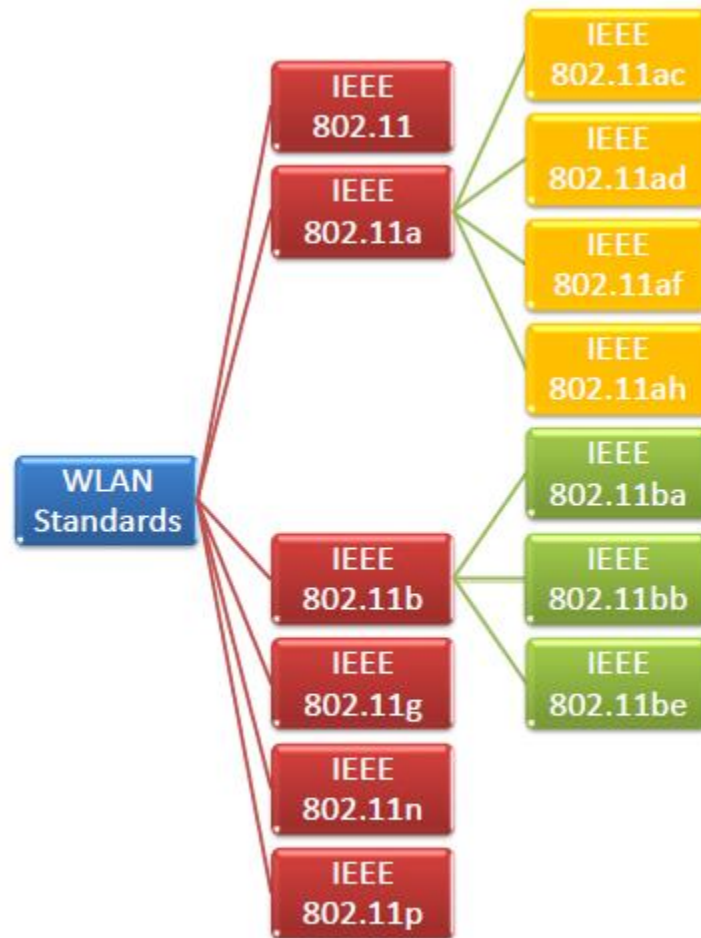 WLAN
Standards
IEEE
802.11
IEEE
802.11a
IEEE
802.11ac
IEEE
802.11ad
IEEE
802.11af
IEEE
802.11ah
IEEE
802.11b
IEEE
802.11ba
IEEE
802.11bb
IEEE
802.11be
IEEE
802.11g
IEEE
802.11n
IEEE
802.11p